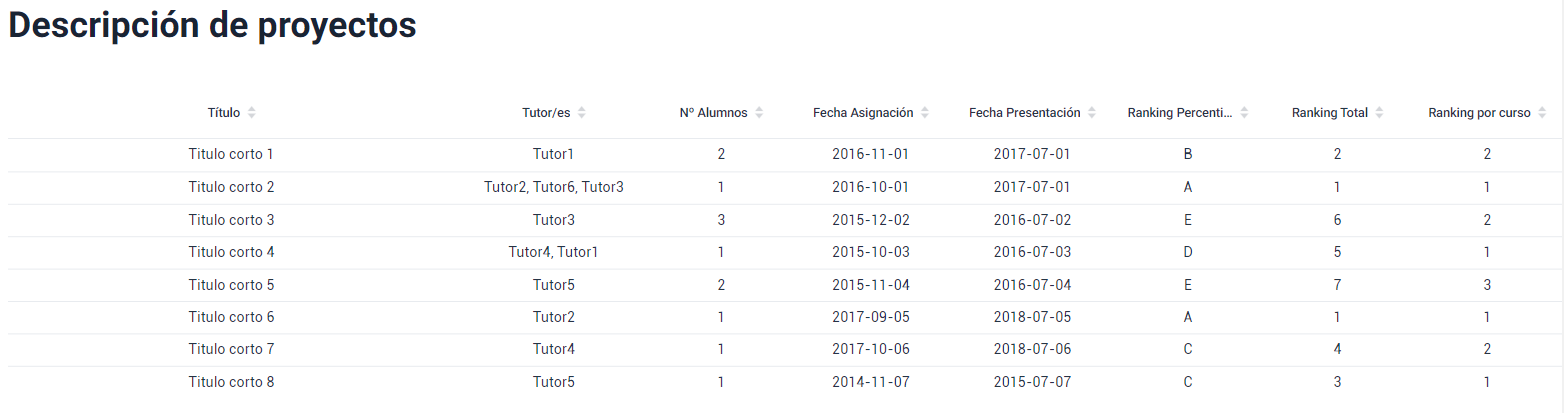 Descripción de proyectos
Título Tutor/es Nº Alumnos Fecha Asignación Fecha Presentación Ranking Percenti... Ranking Total Ranking por curso
Titulo corto 1 Tutor1 2 2016-11-01 2017-07-01 B 2 2
Titulo corto 2 Tutor2, Tutor6, Tutor3 1 2016-10-01 2017-07-01 A 1 1
Titulo corto 3 Tutor3 3 2015-12-02 2016-07-02 E 6 2
Titulo corto 4 Tutor4, Tutor1 1 2015-10-03 2016-07-03 D 5 1
Titulo corto 5 Tutor5 2 2015-11-04 2016-07-04 E 7 3
Titulo corto 6 Tutor2 1 2017-09-05 2018-07-05 A 1 1
Titulo corto 7 Tutor4 1 2017-10-06 2018-07-06 C 4 2
Titulo corto 8 Tutor5 1 2014-11-07 2015-07-07 C 3 1